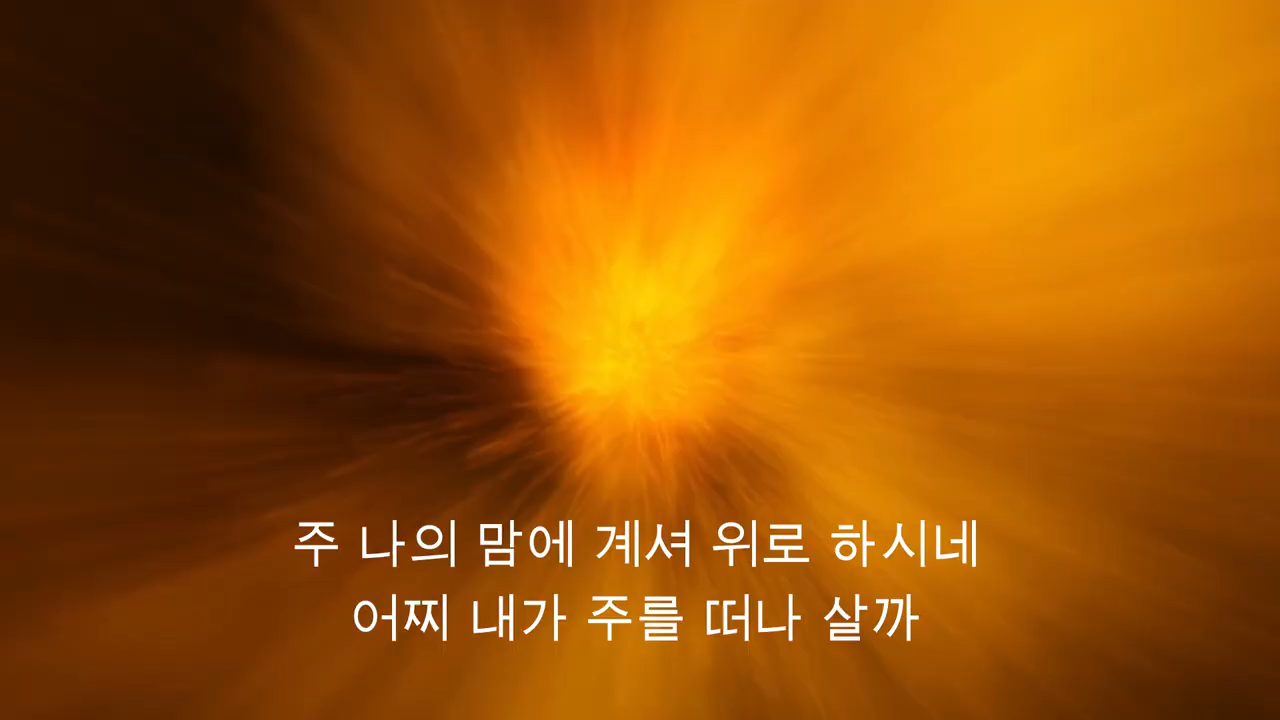 주 나의 맘에 계셔 위로 하시네
어찌 내가 주를 떠나 살까